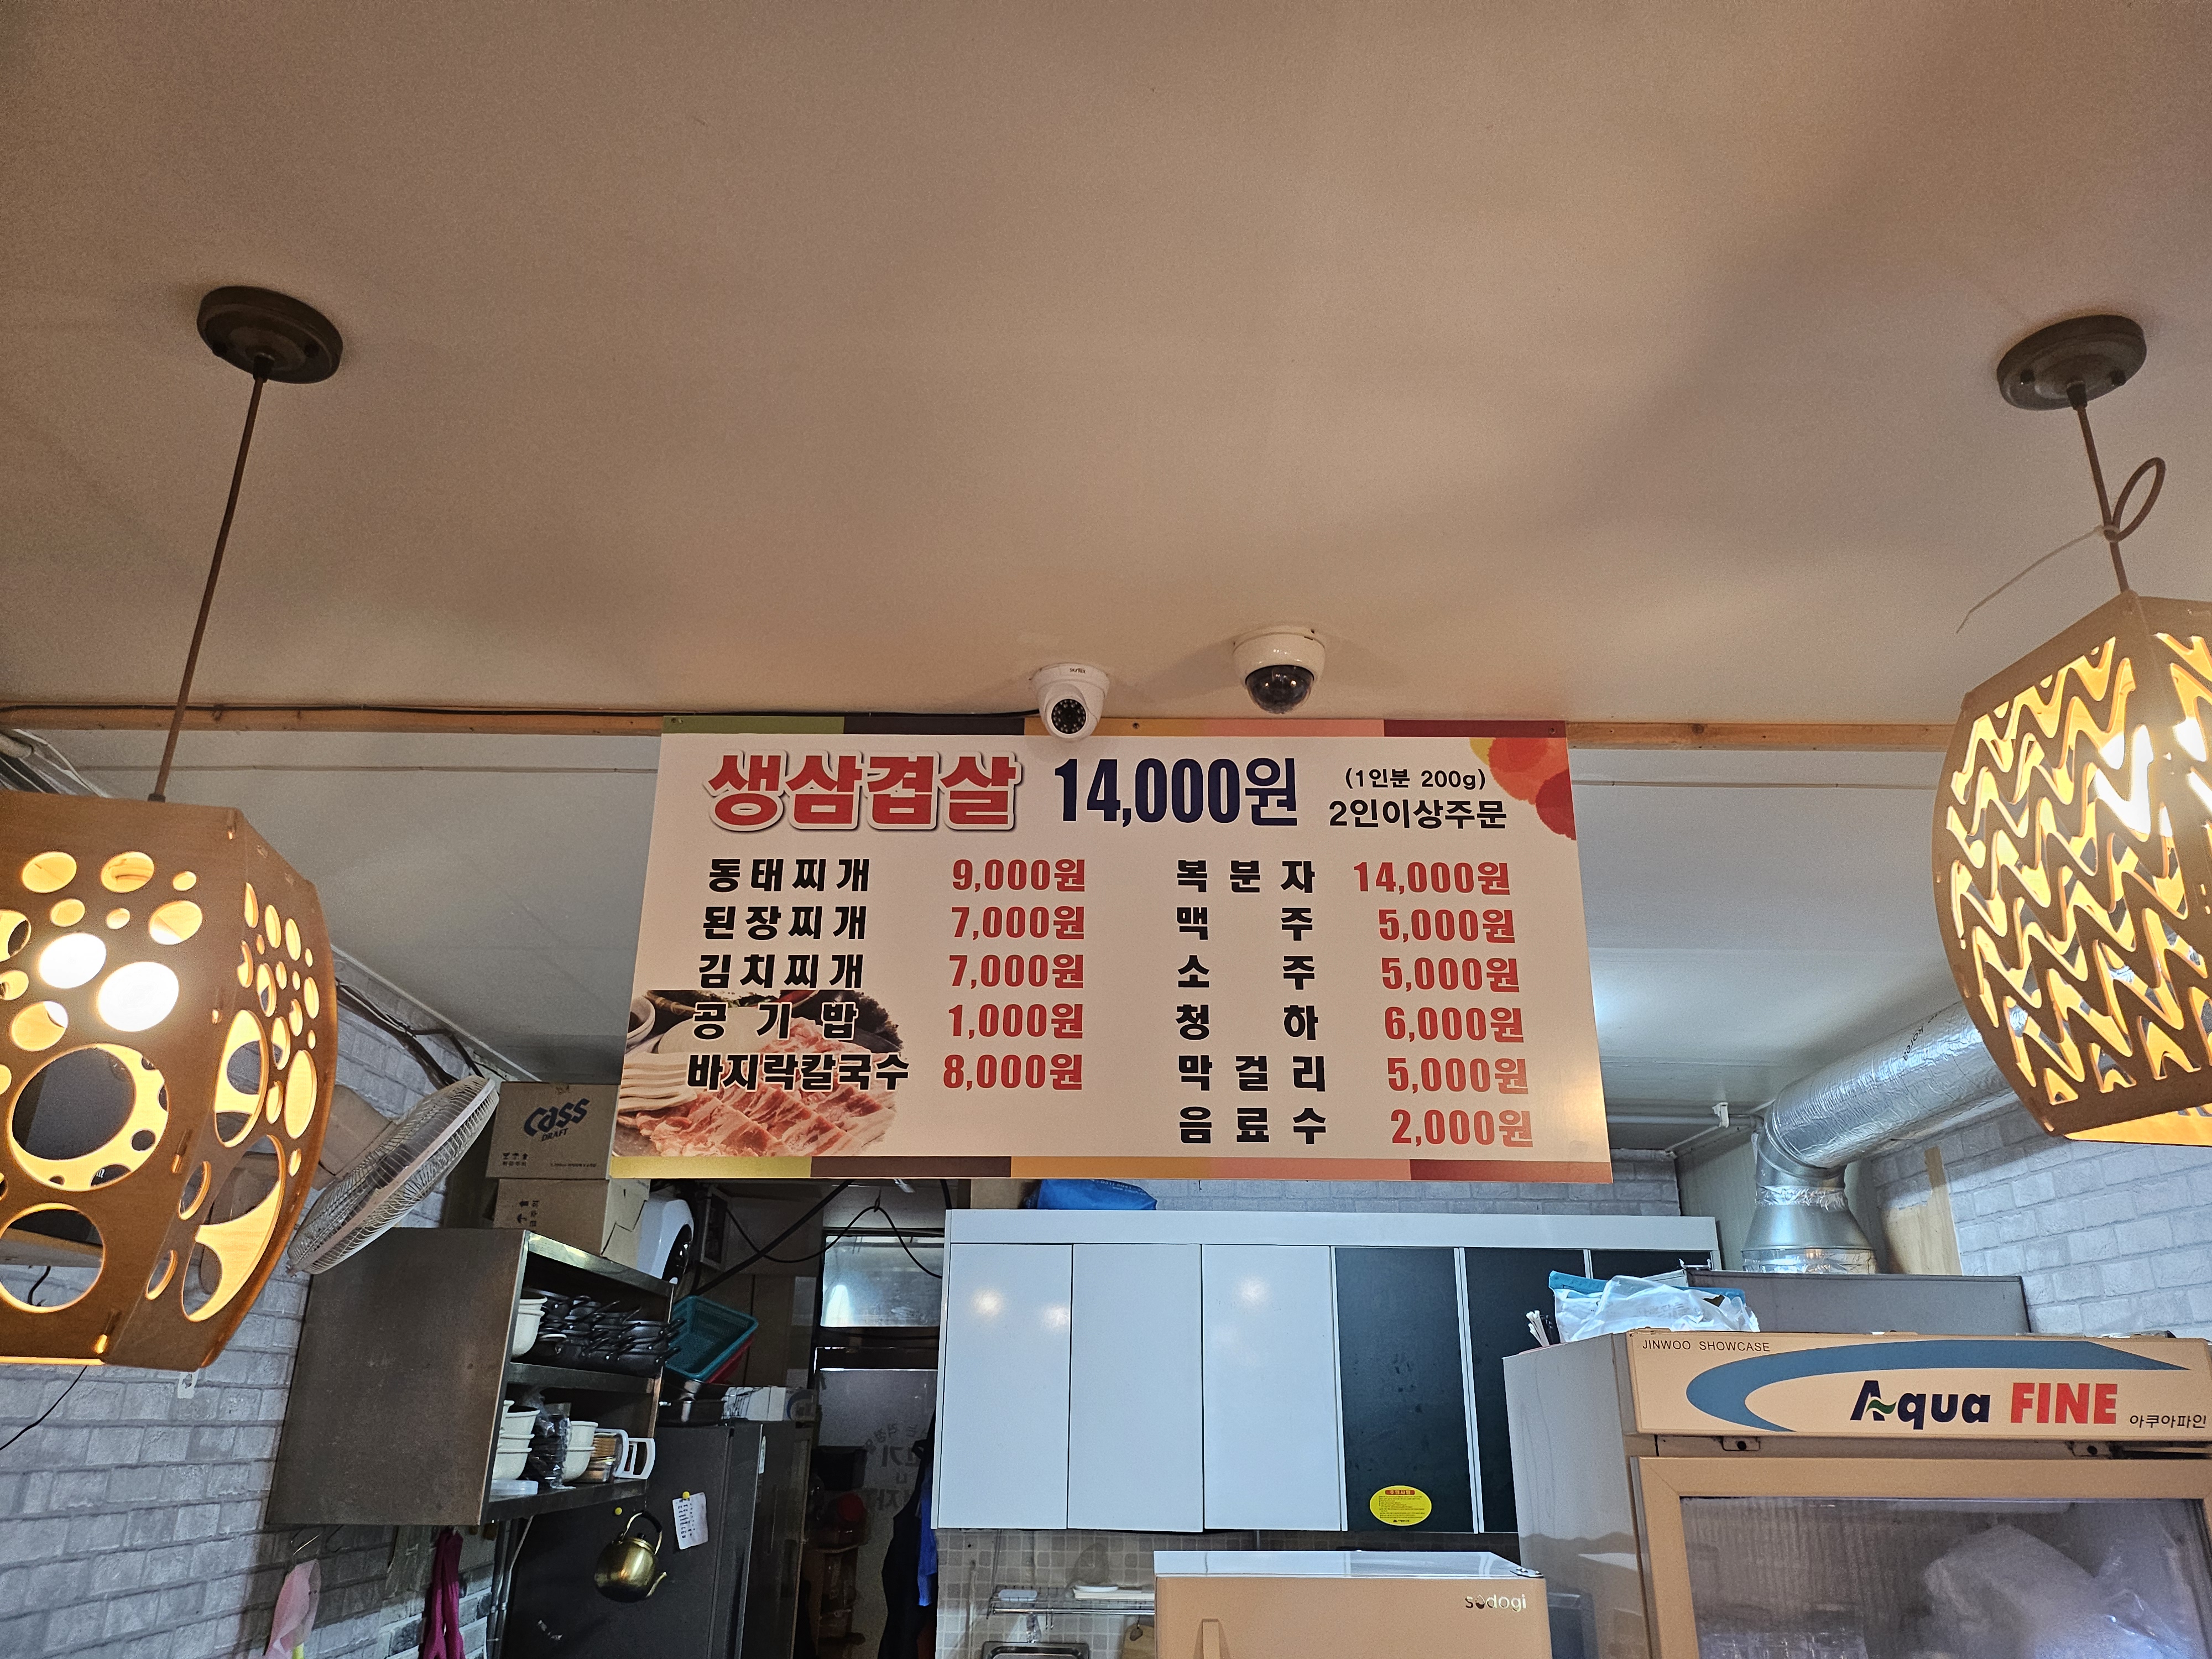 생삼겹살 14,000원 (1인분 200g)
2인이상주문
동태찌개 9,000원
된장찌개 7,000원
김치찌개 7,000원
공기밥 1,000원
바지락칼국수 8,000원
복분자 14,000원
맥주 5,000원
소주 5,000원
청하 6,000원
막걸리 5,000원
음료수 2,000원
Cass
DRAFT
JINWOO SHOWCASE
Aqua FINE 아쿠아파인
sodogi